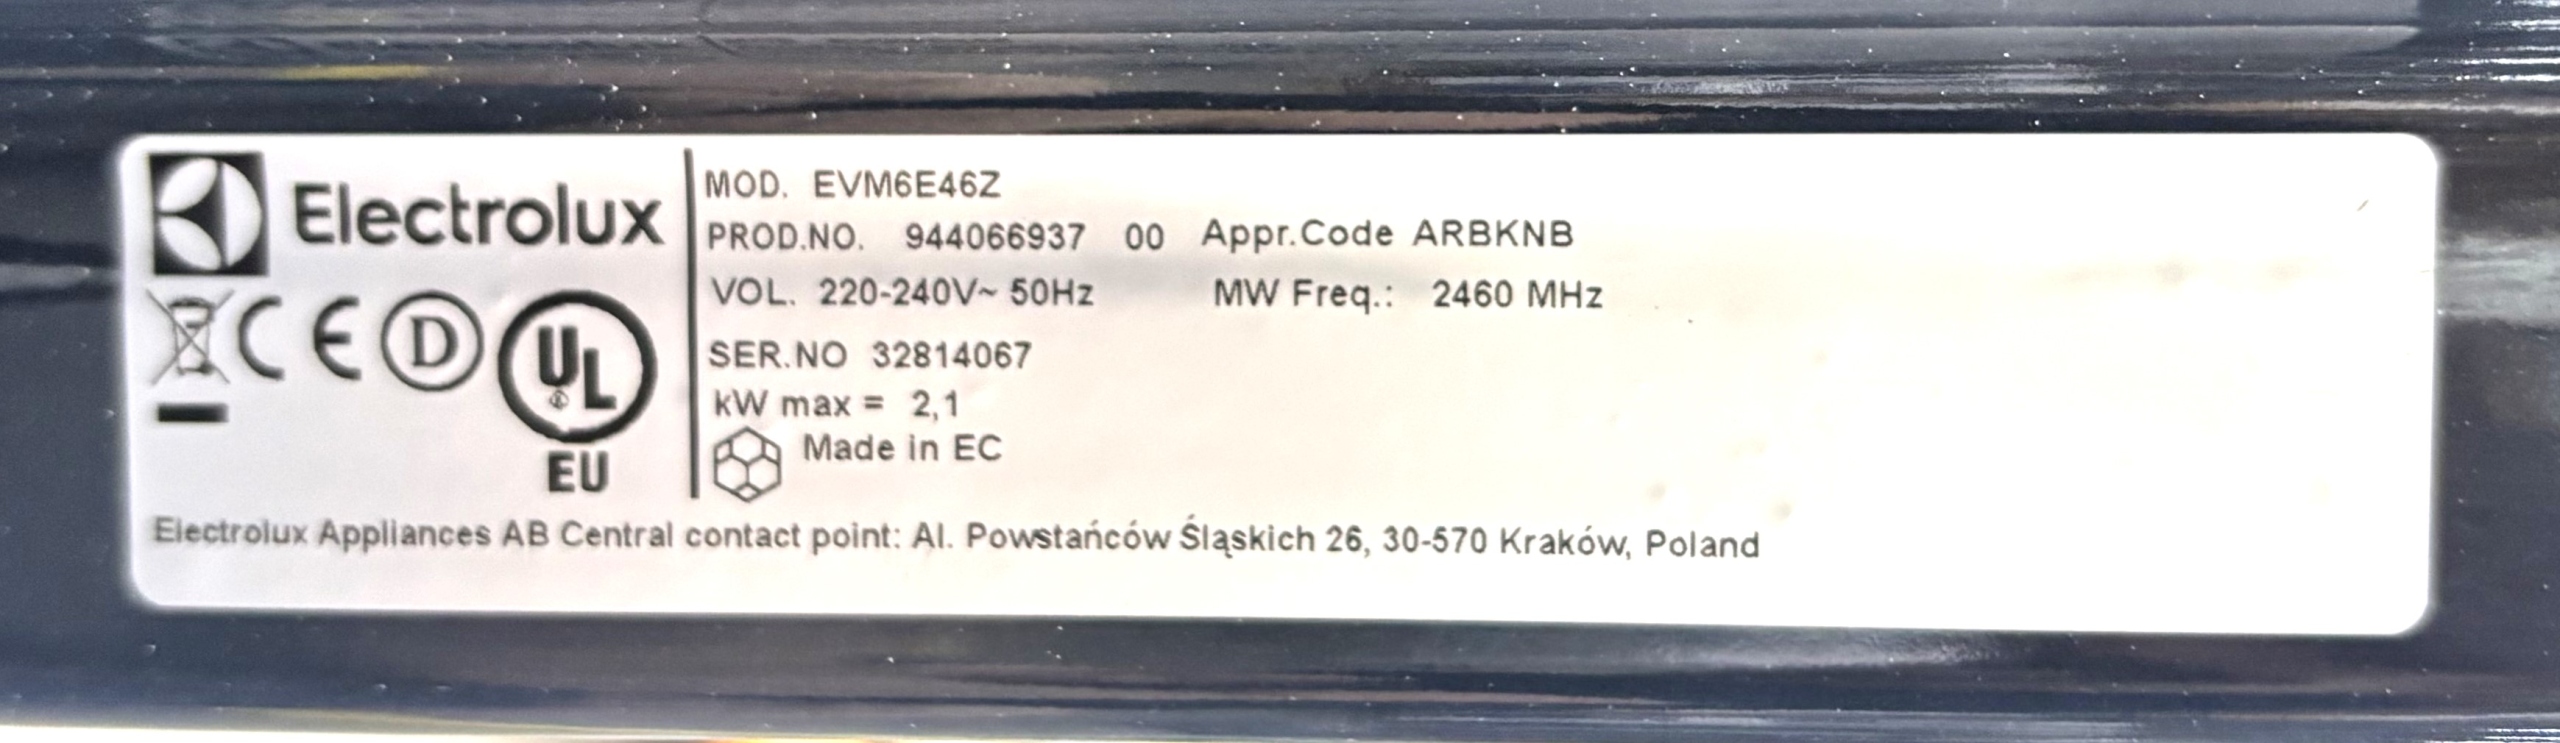 Electrolux
MOD. EVM6E46Z
PROD.NO. 944066937 00 Appr.Code ARBKNB
VOL. 220-240V~ 50Hz MW Freq.: 2460 MHz
SER.NO 32814067
kW max = 2,1
Made in EC
CE D UL
EU
Electrolux Appliances AB Central contact point: Al. Powstańców Śląskich 26, 30-570 Kraków, Poland